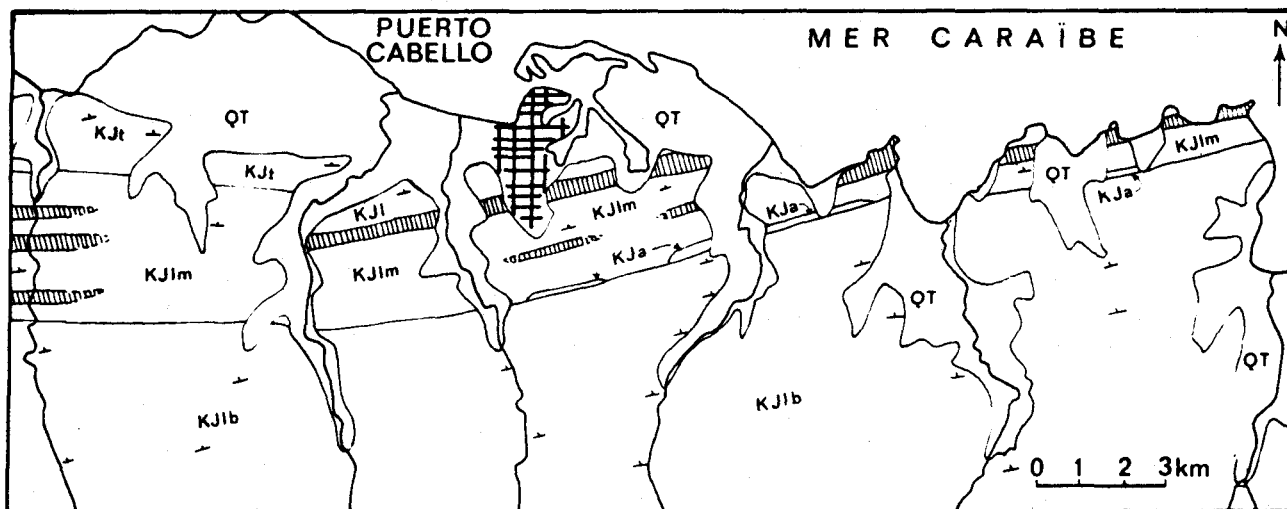 PUERTO
CABELLO
MER CARAÏBE
N
KJt
QT
QT
KJt
KJlm
KJlm
KJl
KJlm
QT
KJa
KJa
KJa
KJlm
KJlm
QT
QT
KJlb
KJlb
0 1 2 3km